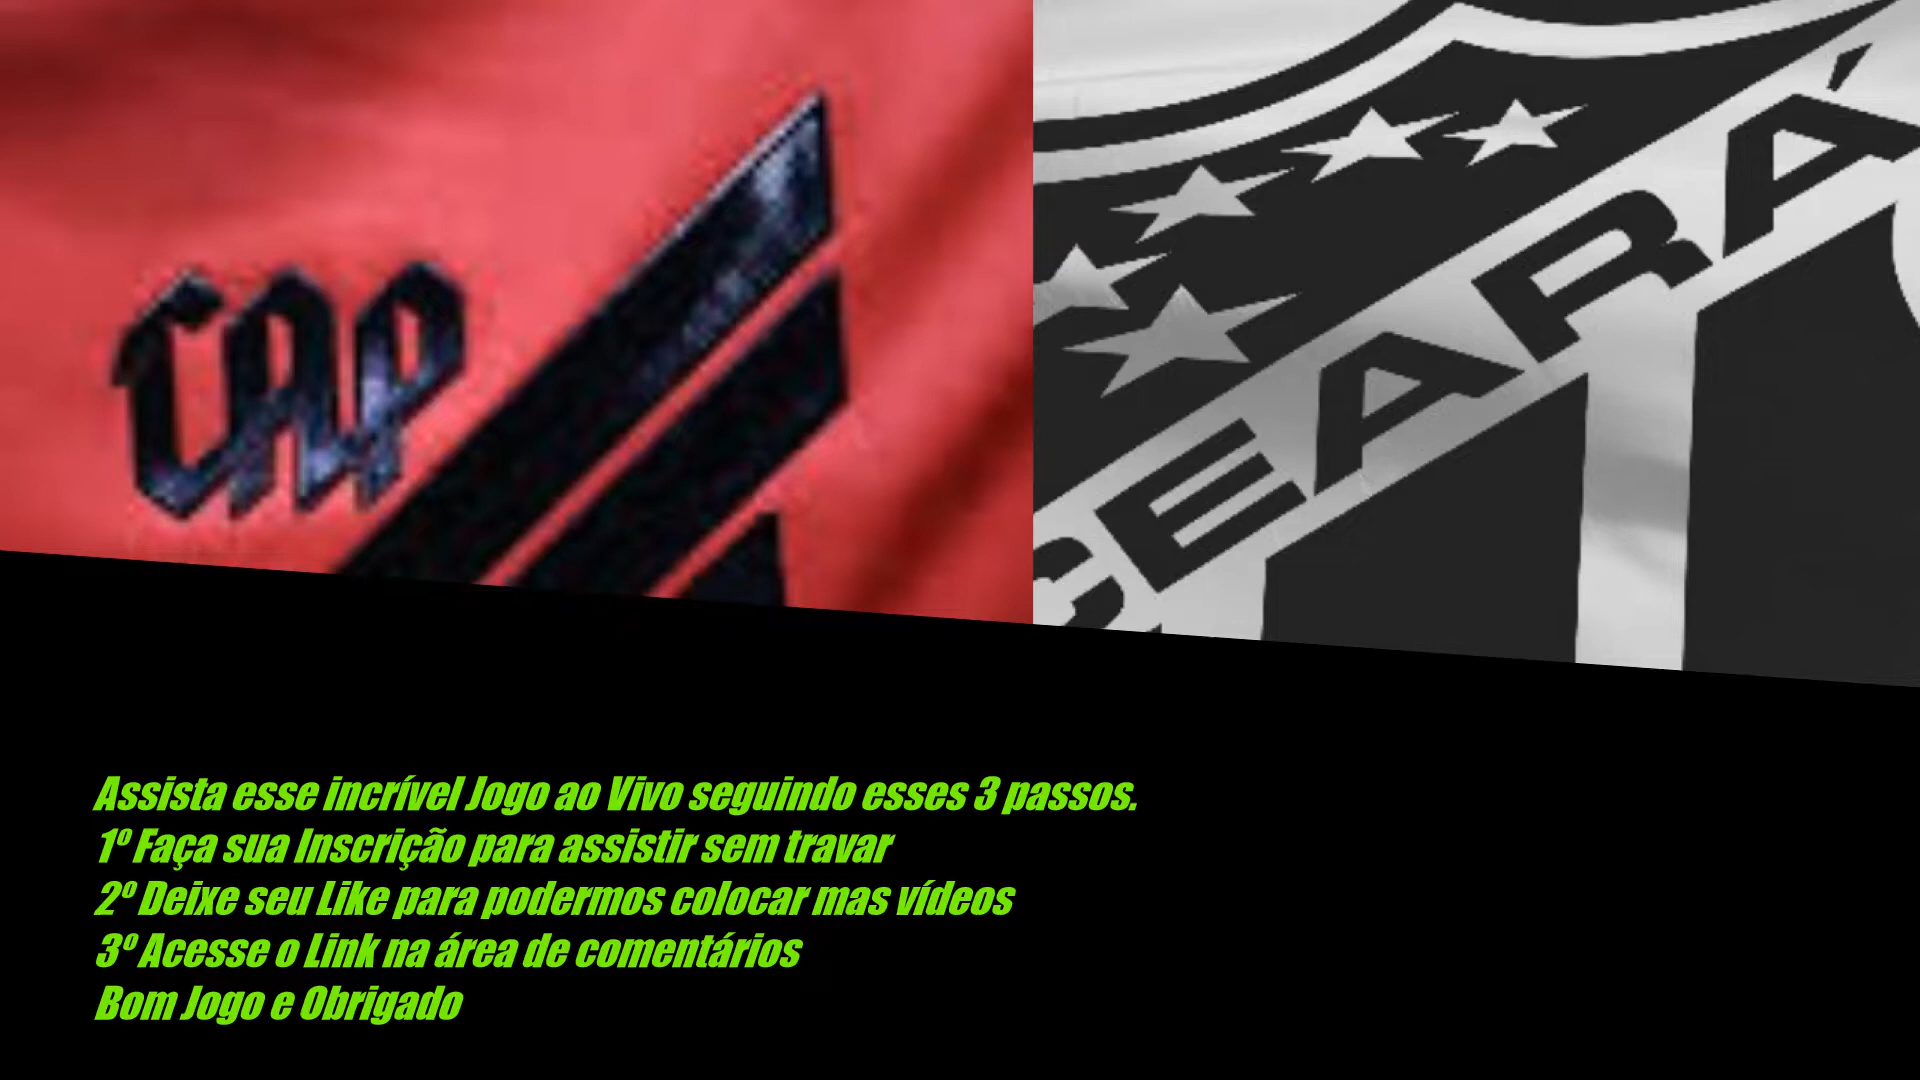 CAP
CEARÁ
Assista esse incrível Jogo ao Vivo seguindo esses 3 passos.
1º Faça sua Inscrição para assistir sem travar
2º Deixe seu Like para podermos colocar mas vídeos
3º Acesse o Link na área de comentários
Bom Jogo e Obrigado